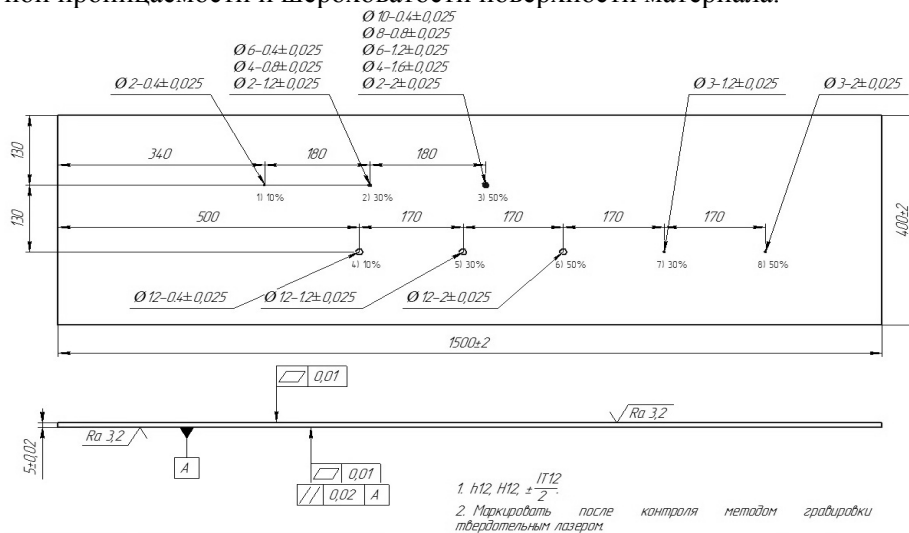 ной проницаемости и шероховатости поверхности материала.
Ø 10-0.4±0,025
Ø 8-0.8±0,025
Ø 6-1.2±0,025
Ø 4-1.6±0,025
Ø 2-2±0,025
Ø 6-0.4±0,025
Ø 4-0.8±0,025
Ø 2-1.2±0,025
Ø 2-0.4±0,025
Ø 3-1.2±0,025
Ø 3-2±0,025
130
340
180
180
1) 10%
2) 30%
3) 50%
130
500
170
170
170
170
4) 10%
5) 30%
6) 50%
7) 30%
8) 50%
400±2
Ø 12-0.4±0,025
Ø 12-1.2±0,025
Ø 12-2±0,025
1500±2
0,01
Ra 3,2
5±0,02
Ra 3,2
A
0,01
// 0,02 A
1. h12, H12, ± IT12/2.
2. Маркировать после контроля методом гравировки
твердотельным лазером.